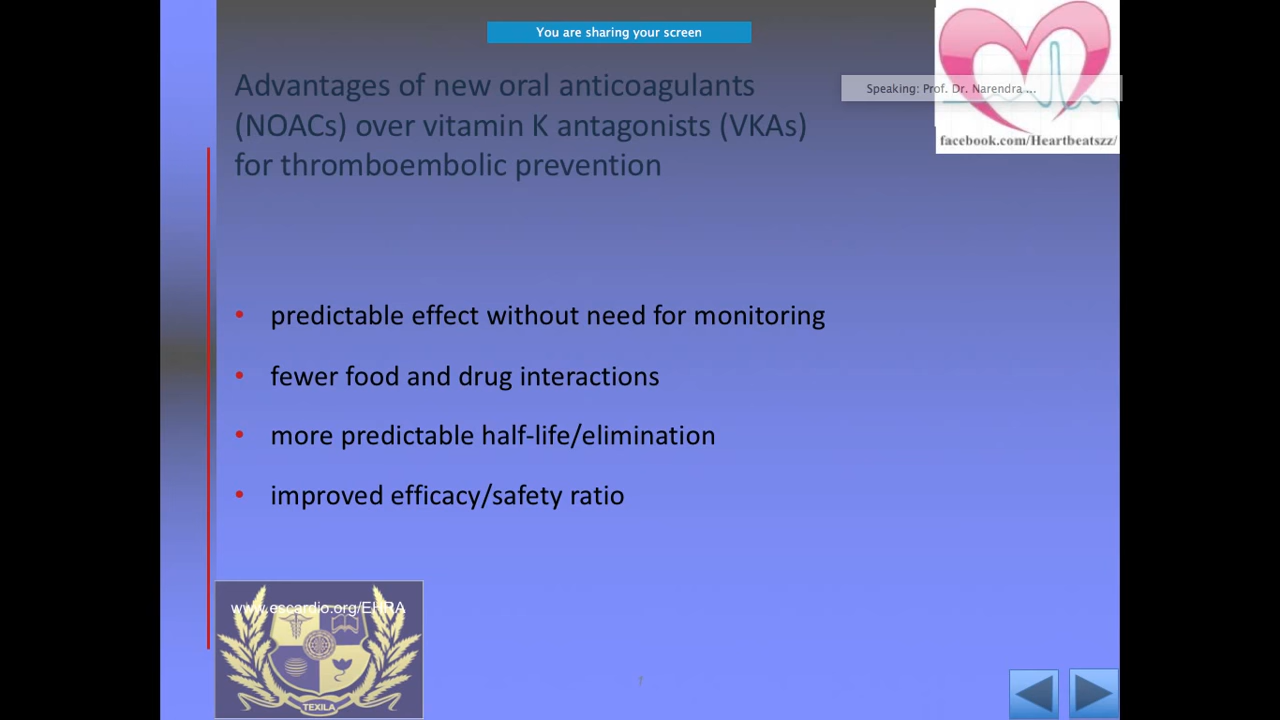 You are sharing your screen
Speaking: Prof. Dr. Narendra ...
facebook.com/Heartbeatszz/
Advantages of new oral anticoagulants
(NOACs) over vitamin K antagonists (VKAs)
for thromboembolic prevention
• predictable effect without need for monitoring
• fewer food and drug interactions
• more predictable half-life/elimination
• improved efficacy/safety ratio
www.escardio.org/EHRA
TEXILA